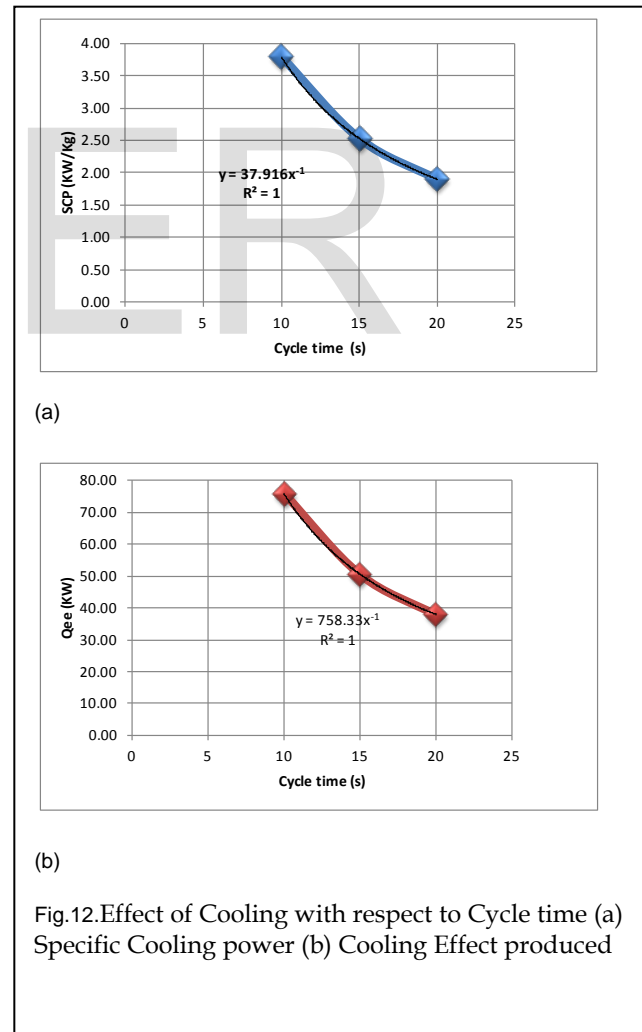 4.00
3.50
3.00
2.50
2.00
1.50
1.00
0.50
0.00
SCP (KW/Kg)
y = 37.916x⁻¹
R² = 1
0 5 10 15 20 25
Cycle time (s)
(a)
80.00
70.00
60.00
50.00
40.00
30.00
20.00
10.00
0.00
Qee (KW)
y = 758.33x⁻¹
R² = 1
0 5 10 15 20 25
Cycle time (s)
(b)
Fig.12.Effect of Cooling with respect to Cycle time (a)
Specific Cooling power (b) Cooling Effect produced
ER